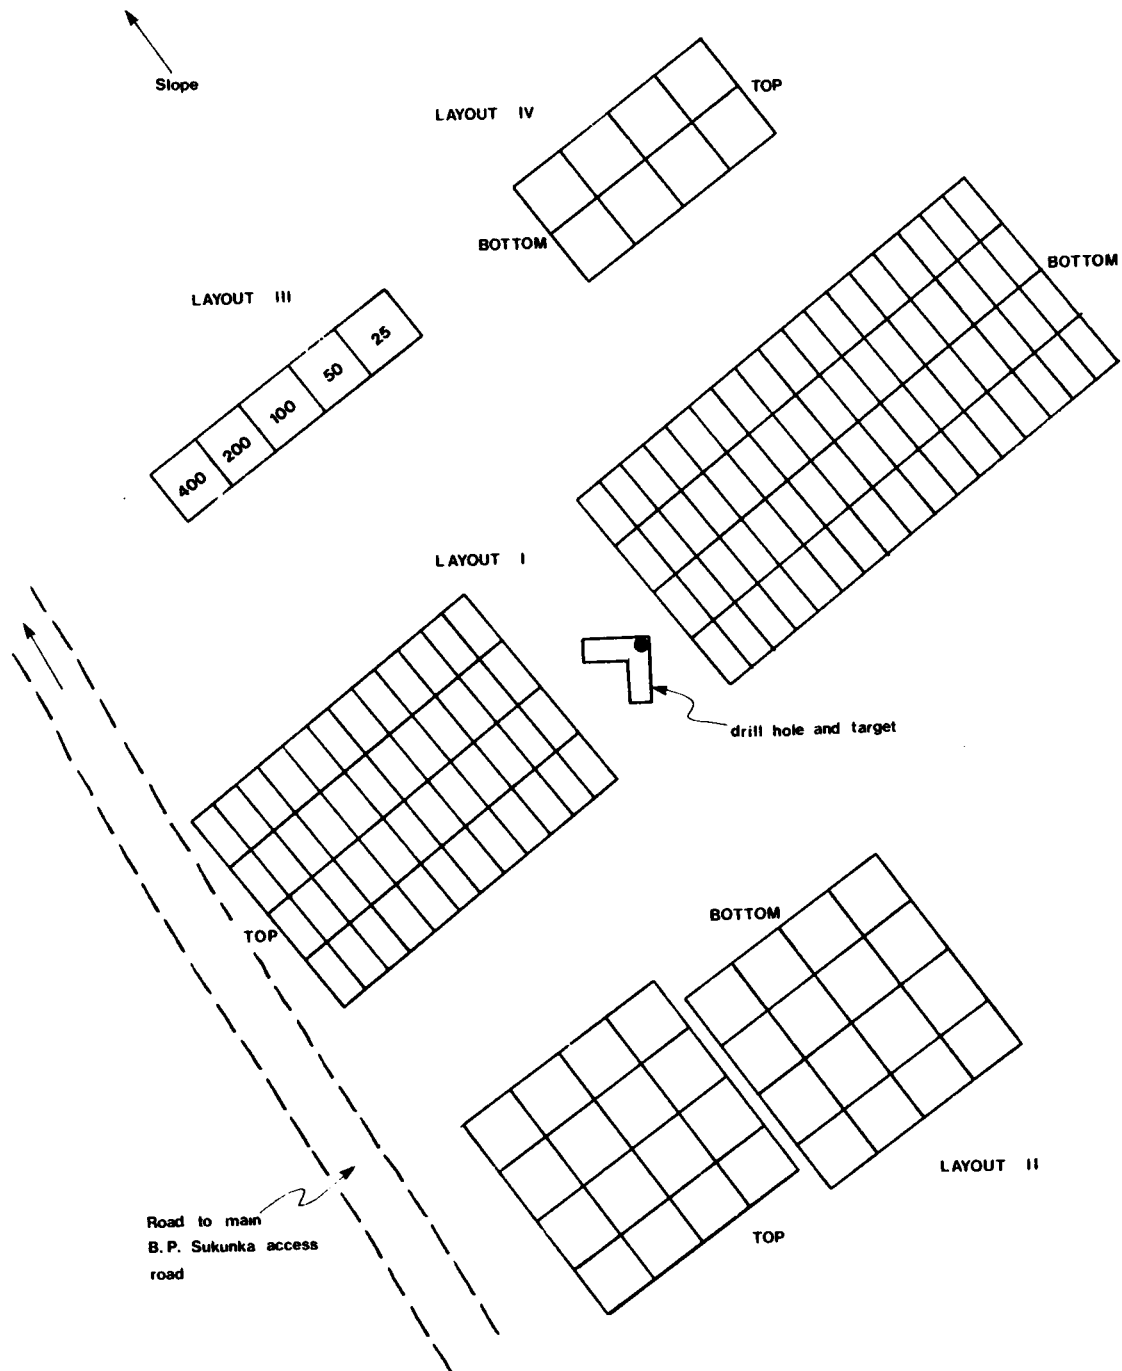 Slope
LAYOUT IV
TOP
BOTTOM
BOTTOM
LAYOUT III
25
50
100
200
400
LAYOUT I
drill hole and target
TOP
BOTTOM
LAYOUT II
TOP
Road to main
B.P. Sukunka access
road